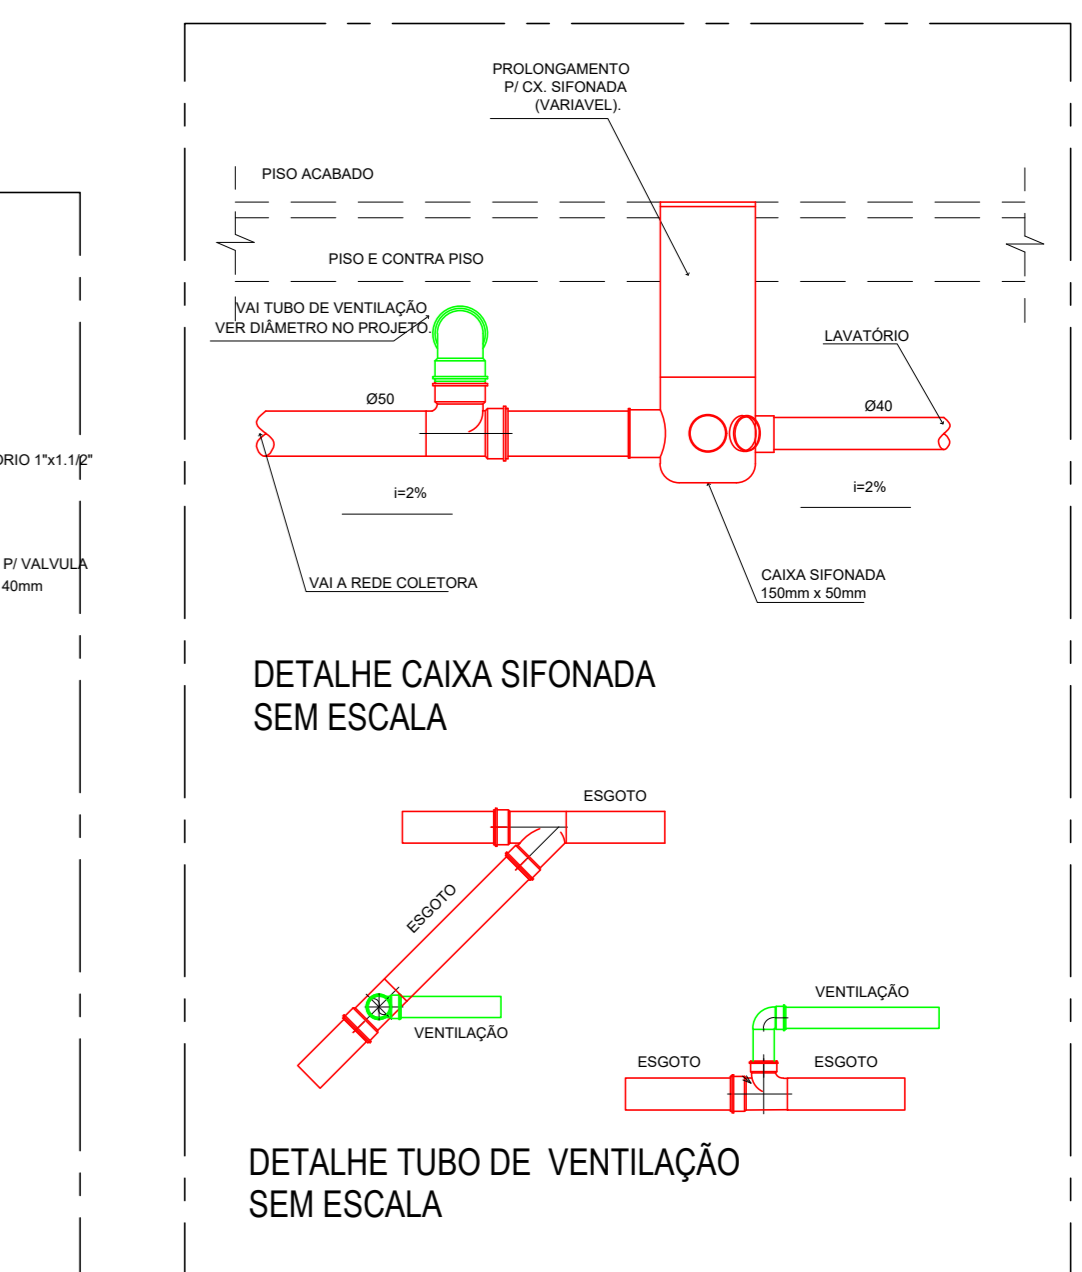 PROLONGAMENTO
P/ CX. SIFONADA
(VARIAVEL).
PISO ACABADO
PISO E CONTRA PISO
VAI TUBO DE VENTILAÇÃO
VER DIÂMETRO NO PROJETO.
LAVATÓRIO
Ø50
Ø40
ÓRIO 1"x1.1/2"
i=2%
i=2%
P/ VALVULA
40mm
VAI A REDE COLETORA
CAIXA SIFONADA
150mm x 50mm
DETALHE CAIXA SIFONADA
SEM ESCALA
ESGOTO
ESGOTO
VENTILAÇÃO
VENTILAÇÃO
ESGOTO
ESGOTO
DETALHE TUBO DE VENTILAÇÃO
SEM ESCALA